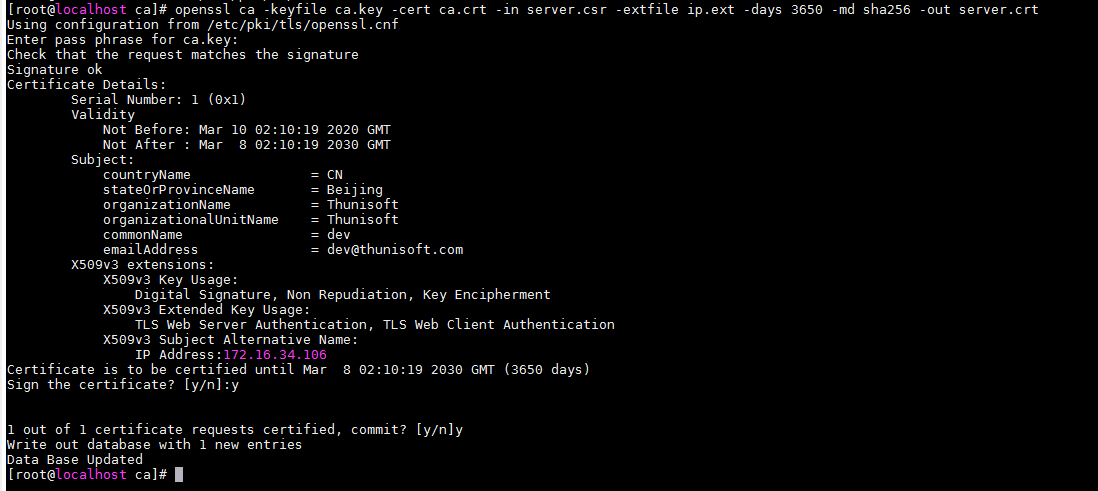 [root@localhost ca]# openssl ca -keyfile ca.key -cert ca.crt -in server.csr -extfile ip.ext -days 3650 -md sha256 -out server.crt
Using configuration from /etc/pki/tls/openssl.cnf
Enter pass phrase for ca.key:
Check that the request matches the signature
Signature ok
Certificate Details:
        Serial Number: 1 (0x1)
        Validity
            Not Before: Mar 10 02:10:19 2020 GMT
            Not After : Mar  8 02:10:19 2030 GMT
        Subject:
            countryName               = CN
            stateOrProvinceName       = Beijing
            organizationName          = Thunisoft
            organizationalUnitName    = Thunisoft
            commonName                = dev
            emailAddress              = dev@thunisoft.com
        X509v3 extensions:
            X509v3 Key Usage:
                Digital Signature, Non Repudiation, Key Encipherment
            X509v3 Extended Key Usage:
                TLS Web Server Authentication, TLS Web Client Authentication
            X509v3 Subject Alternative Name:
                IP Address:172.16.34.106
Certificate is to be certified until Mar  8 02:10:19 2030 GMT (3650 days)
Sign the certificate? [y/n]:y
1 out of 1 certificate requests certified, commit? [y/n]y
Write out database with 1 new entries
Data Base Updated
[root@localhost ca]#